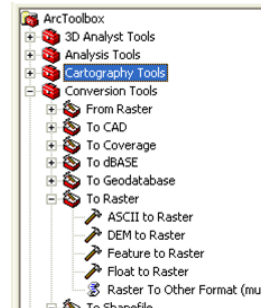 ArcToolbox
3D Analyst Tools
Analysis Tools
Cartography Tools
Conversion Tools
From Raster
To CAD
To Coverage
To dBASE
To Geodatabase
To Raster
ASCII to Raster
DEM to Raster
Feature to Raster
Float to Raster
Raster To Other Format (mu
To Shapefile